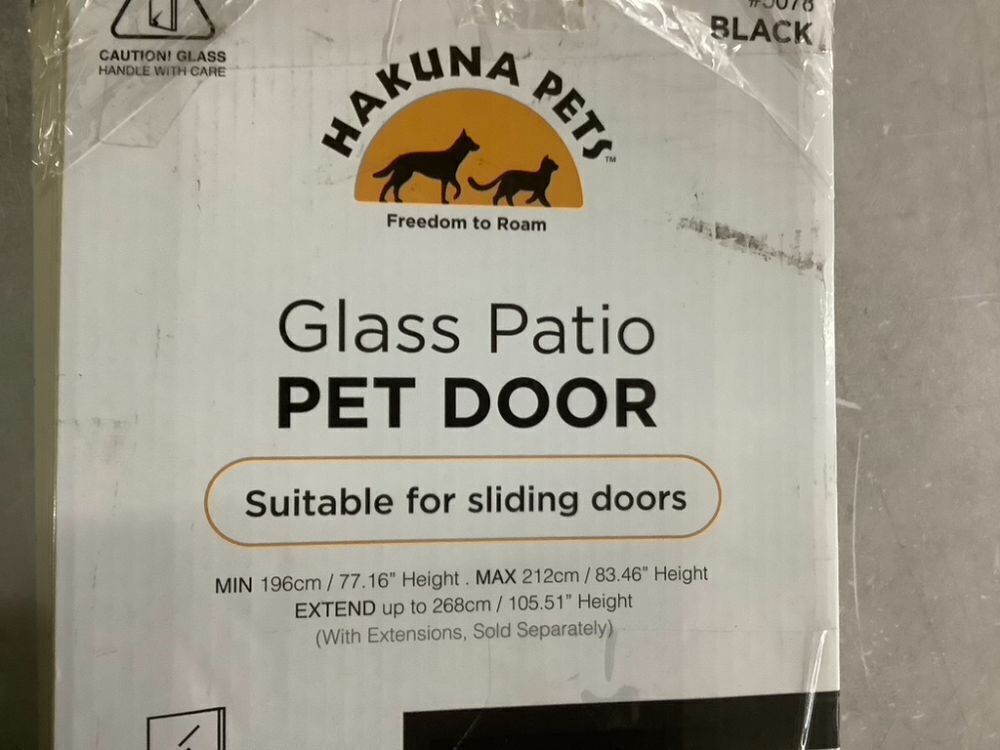 BLACK
CAUTION! GLASS
HANDLE WITH CARE
HAKUNA PETS™
Freedom to Roam
Glass Patio
PET DOOR
Suitable for sliding doors
MIN 196cm / 77.16" Height . MAX 212cm / 83.46" Height
EXTEND up to 268cm / 105.51" Height
(With Extensions, Sold Separately)